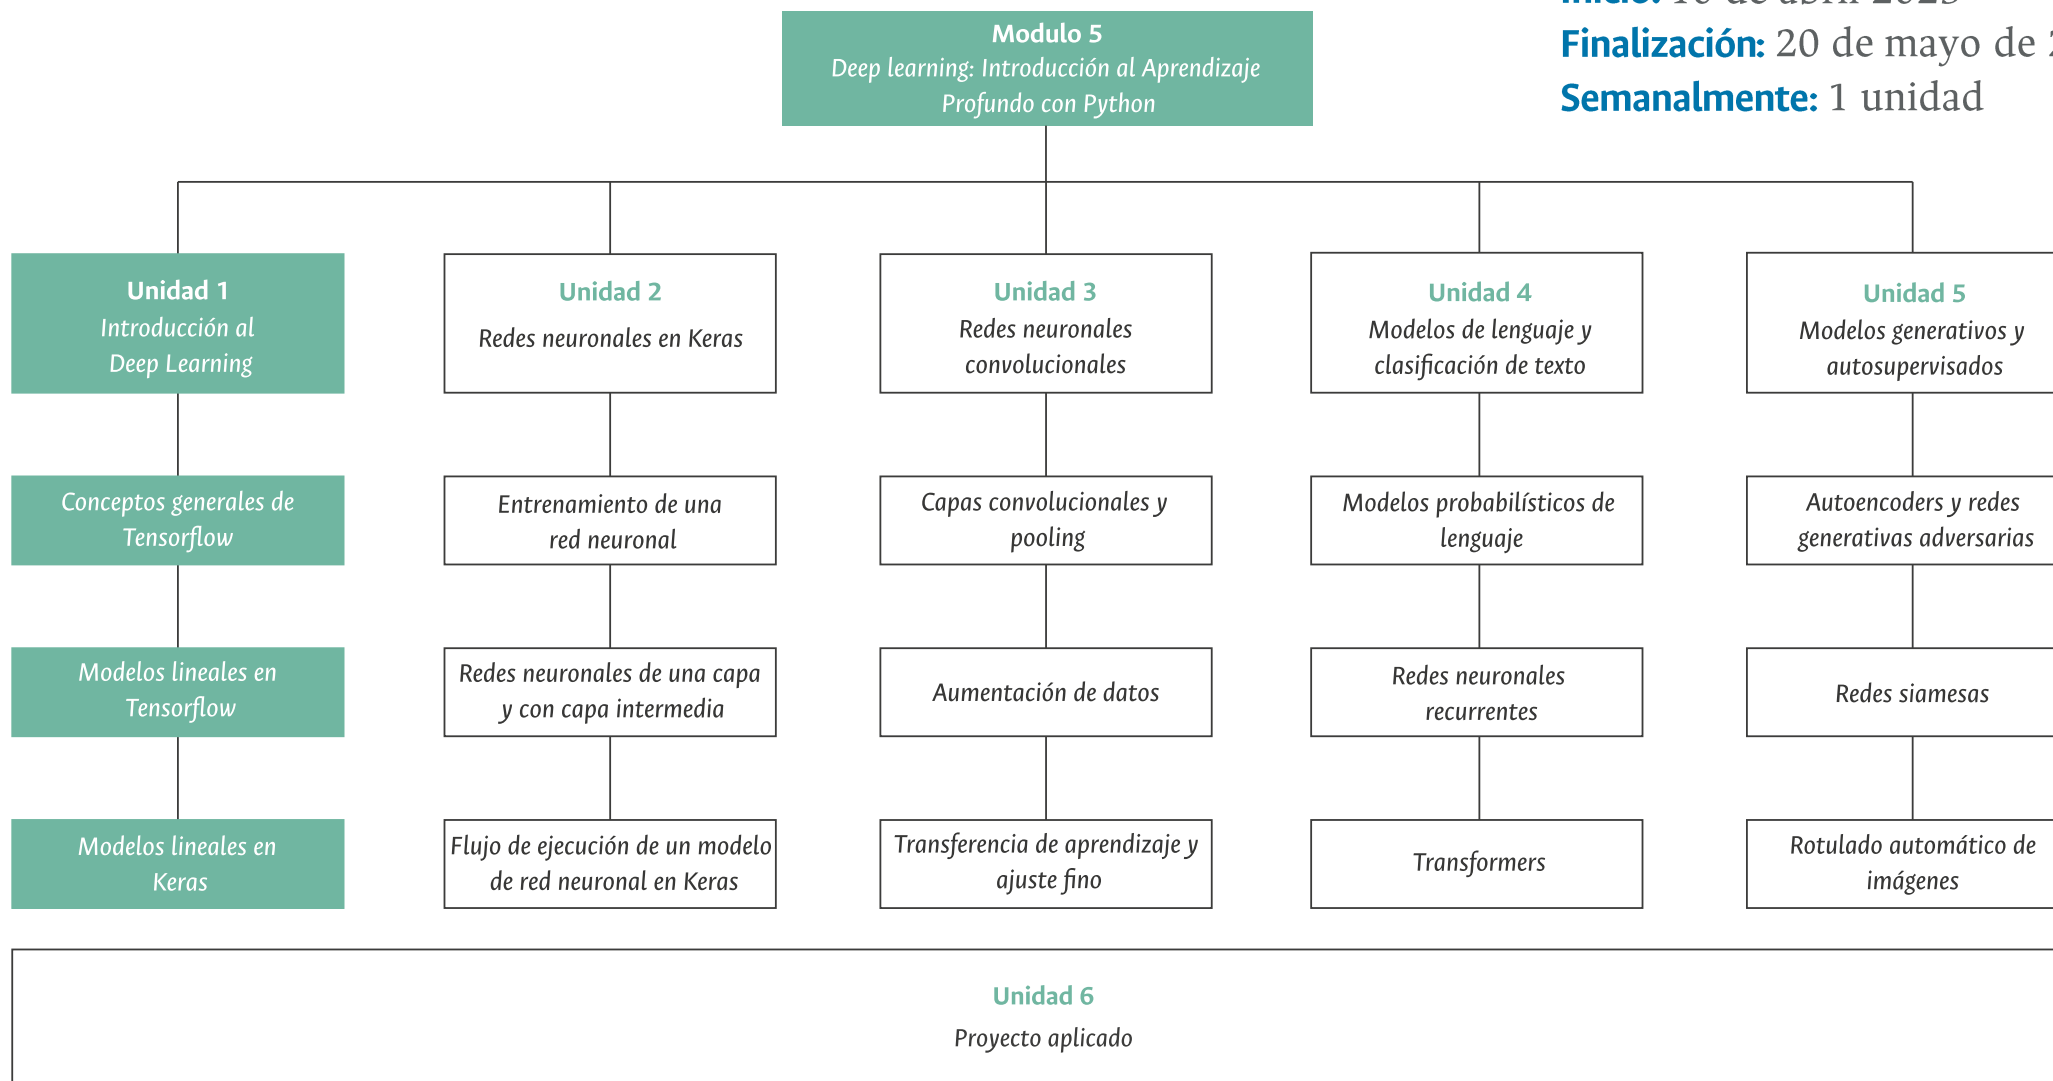 Modulo 5
Deep learning: Introducción al Aprendizaje
Profundo con Python
Finalización: 20 de mayo de
Semanalmente: 1 unidad
Unidad 1
Introducción al
Deep Learning
Conceptos generales de
Tensorflow
Modelos lineales en
Tensorflow
Modelos lineales en
Keras
Unidad 2
Redes neuronales en Keras
Entrenamiento de una
red neuronal
Redes neuronales de una capa
y con capa intermedia
Flujo de ejecución de un modelo
de red neuronal en Keras
Unidad 3
Redes neuronales
convolucionales
Capas convolucionales y
pooling
Aumentación de datos
Transferencia de aprendizaje y
ajuste fino
Unidad 4
Modelos de lenguaje y
clasificación de texto
Modelos probabilísticos de
lenguaje
Redes neuronales
recurrentes
Transformers
Unidad 5
Modelos generativos y
autosupervisados
Autoencoders y redes
generativas adversarias
Redes siamesas
Rotulado automático de
imágenes
Unidad 6
Proyecto aplicado